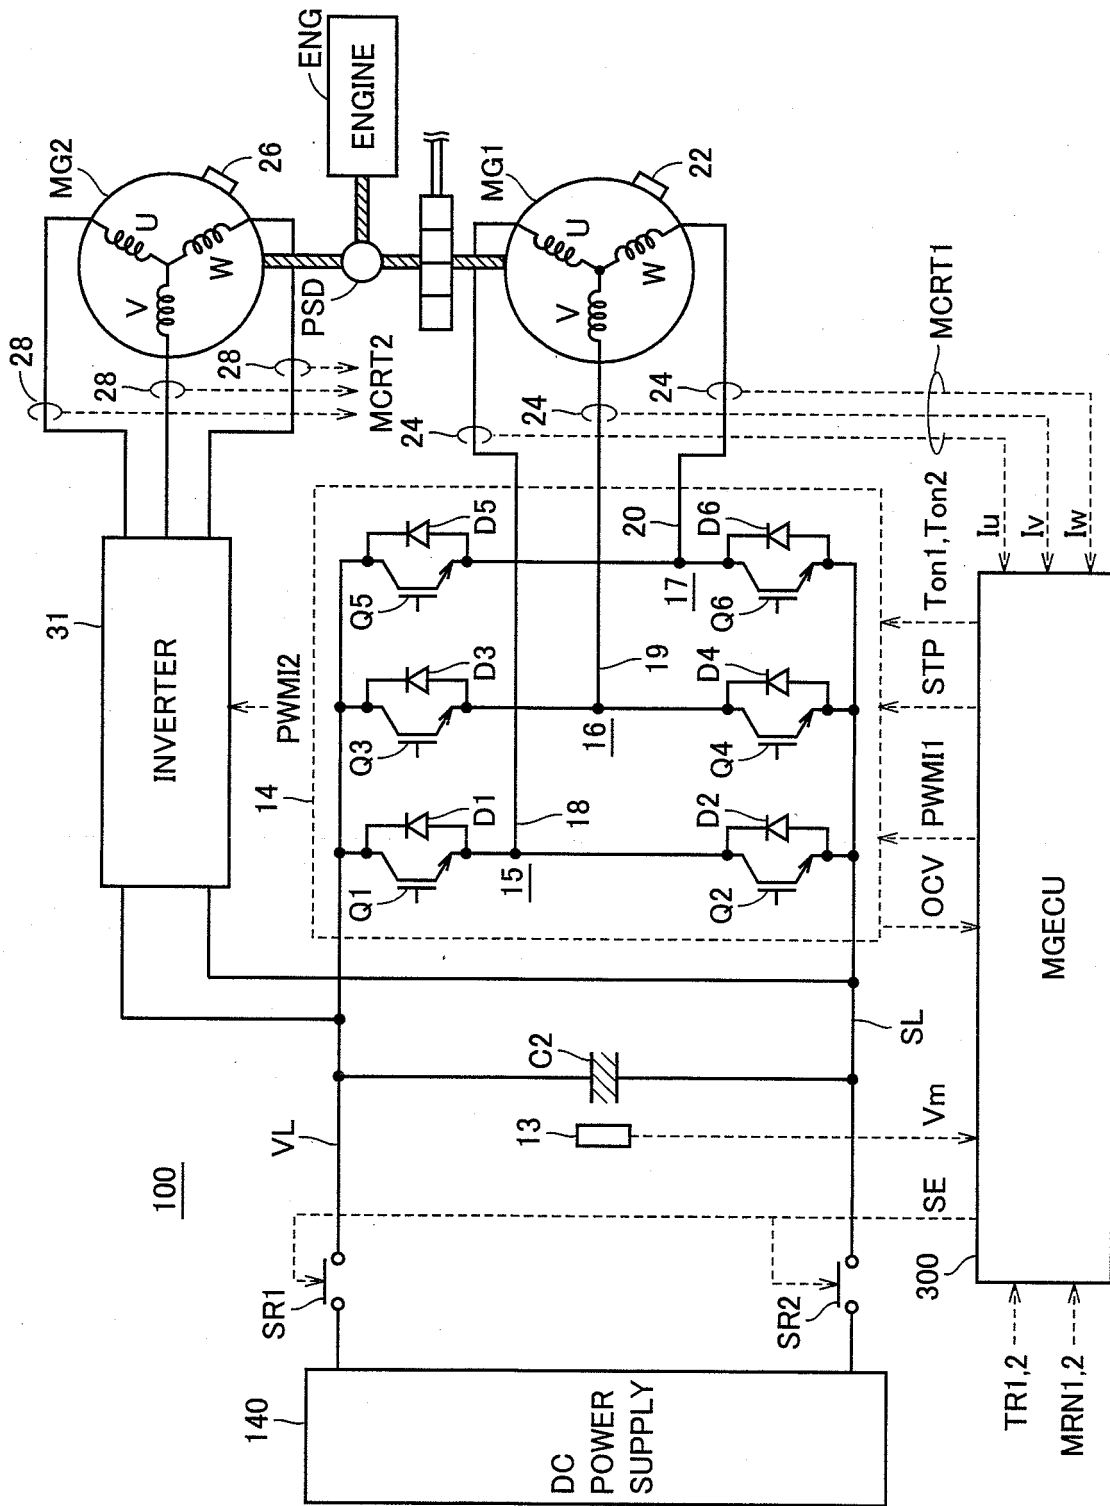 100
140
DC
POWER
SUPPLY
SR1
SR2
VL
SL
13
C2
31
INVERTER
PWMI2
14
Q1
D1
Q3
D3
Q5
D5
15
18
16
19
17
20
Q2
D2
Q4
D4
Q6
D6
28
28
28
MCRT2
24
24
24
MCRT1
MG2
U
V
W
26
PSD
ENG
ENGINE
MG1
U
V
W
22
SE
Vm
OCV
PWMI1
STP
Ton1,Ton2
Iu
Iv
Iw
300
MGECU
TR1,2
MRN1,2